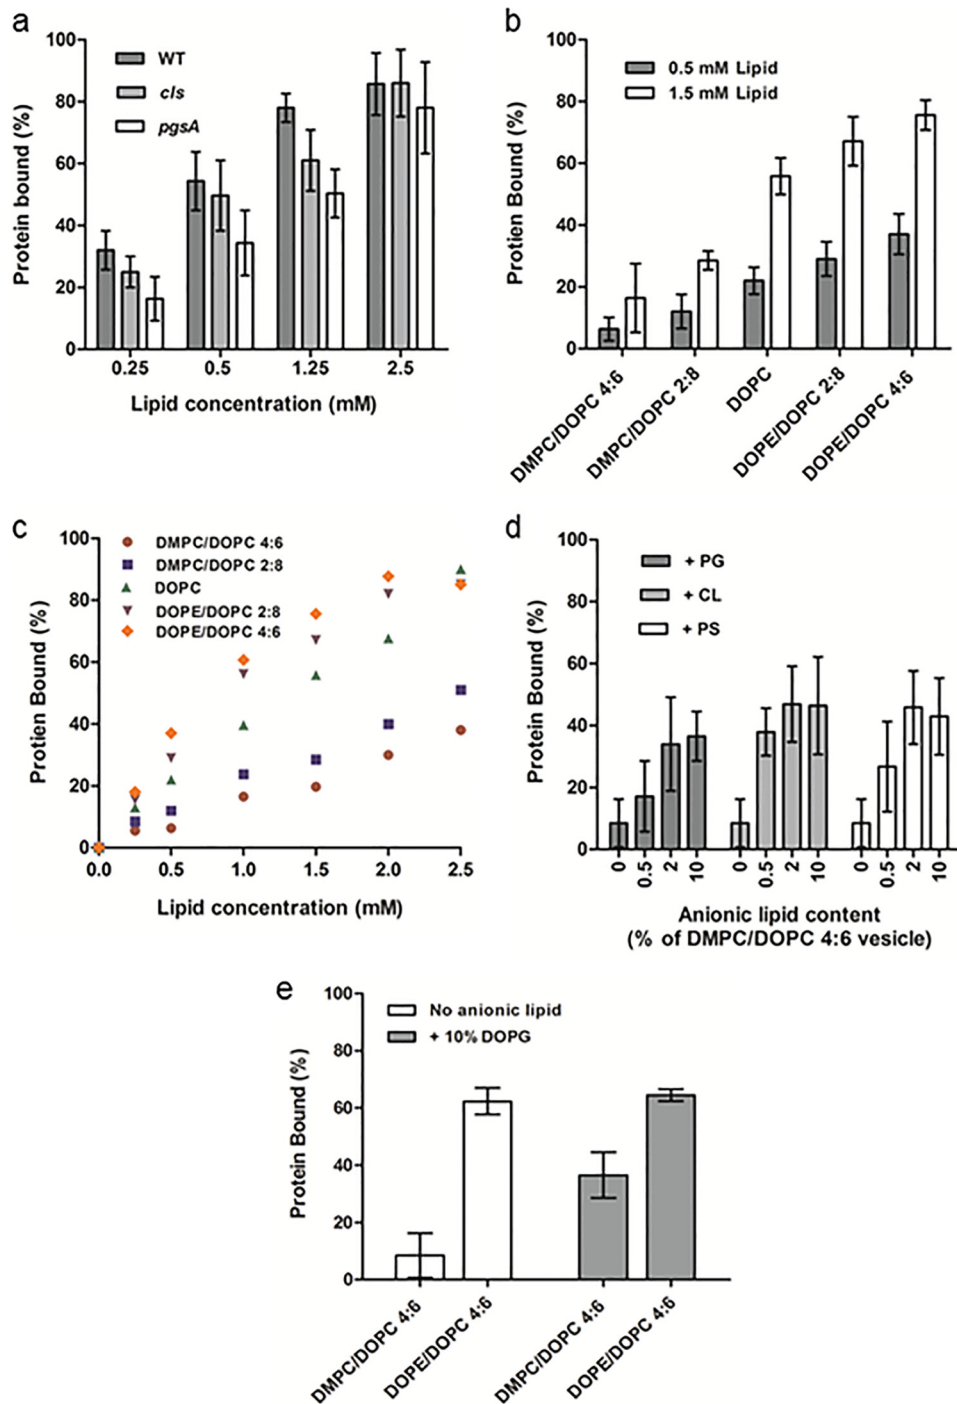 a
100
80
60
40
20
0
Protein bound (%)
WT
cls
pgsA
0.25 0.5 1.25 2.5
Lipid concentration (mM)
b
100
80
60
40
20
0
Protien Bound (%)
0.5 mM Lipid
1.5 mM Lipid
DMPC/DOPC 4:6
DMPC/DOPC 2:8
DOPC
DOPE/DOPC 2:8
DOPE/DOPC 4:6
c
100
80
60
40
20
0
Protien Bound (%)
DMPC/DOPC 4:6
DMPC/DOPC 2:8
DOPC
DOPE/DOPC 2:8
DOPE/DOPC 4:6
0.0 0.5 1.0 1.5 2.0 2.5
Lipid concentration (mM)
d
100
80
60
40
20
0
Protein Bound (%)
+ PG
+ CL
+ PS
0 0.5 2 10 0 0.5 2 10 0 0.5 2 10
Anionic lipid content
(% of DMPC/DOPC 4:6 vesicle)
e
100
80
60
40
20
0
Protein Bound (%)
No anionic lipid
+ 10% DOPG
DMPC/DOPC 4:6
DOPE/DOPC 4:6
DMPC/DOPC 4:6
DOPE/DOPC 4:6